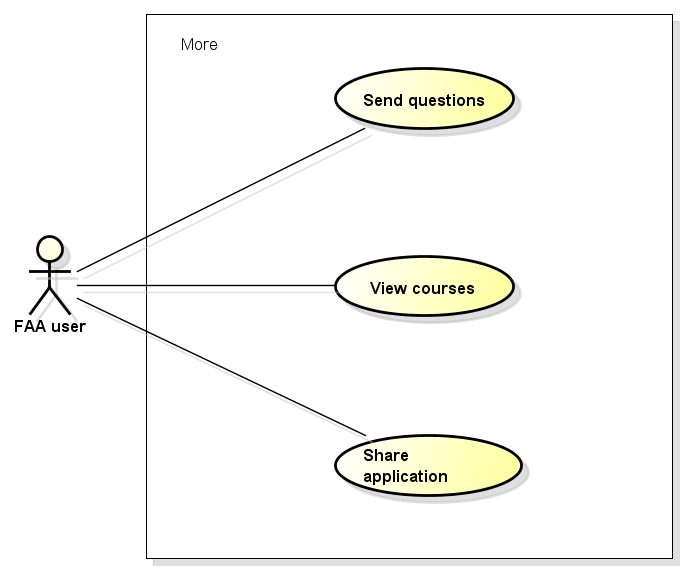 More
Send questions
View courses
FAA user
Share
application